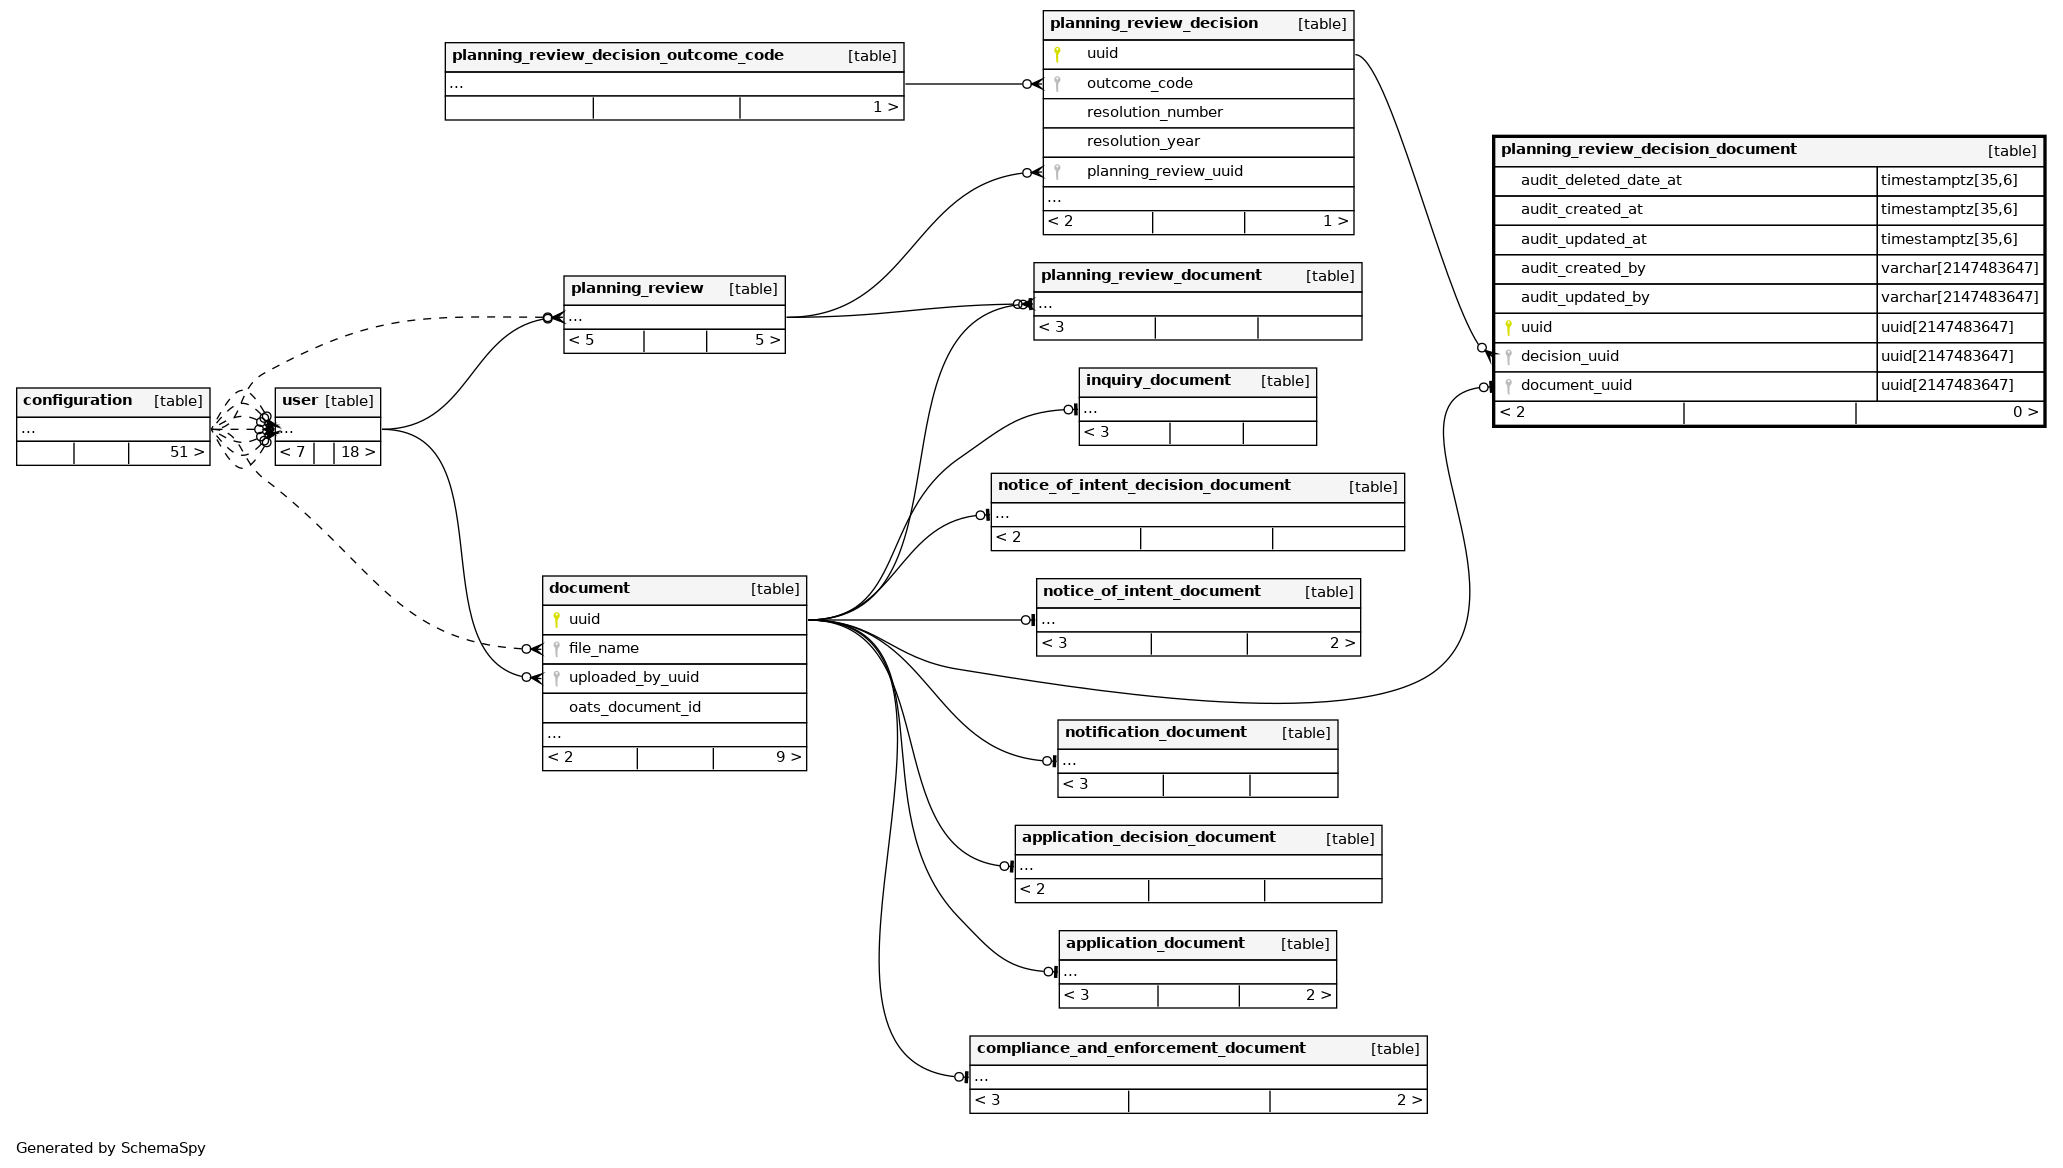 planning_review_decision [table]
uuid
outcome_code
resolution_number
resolution_year
planning_review_uuid
...
< 2 1 >
planning_review_decision_outcome_code [table]
...
1 >
planning_review_decision_document [table]
audit_deleted_date_at timestamptz[35,6]
audit_created_at timestamptz[35,6]
audit_updated_at timestamptz[35,6]
audit_created_by varchar[2147483647]
audit_updated_by varchar[2147483647]
uuid uuid[2147483647]
decision_uuid uuid[2147483647]
document_uuid uuid[2147483647]
< 2 0 >
planning_review_document [table]
...
< 3
planning_review [table]
...
< 5 5 >
inquiry_document [table]
...
< 3
configuration [table]
...
51 >
user [table]
...
< 7 18 >
notice_of_intent_decision_document [table]
...
< 2
document [table]
uuid
file_name
uploaded_by_uuid
oats_document_id
...
< 2 9 >
notice_of_intent_document [table]
...
< 3 2 >
notification_document [table]
...
< 3
application_decision_document [table]
...
< 2
application_document [table]
...
< 3 2 >
compliance_and_enforcement_document [table]
...
< 3 2 >
Generated by SchemaSpy